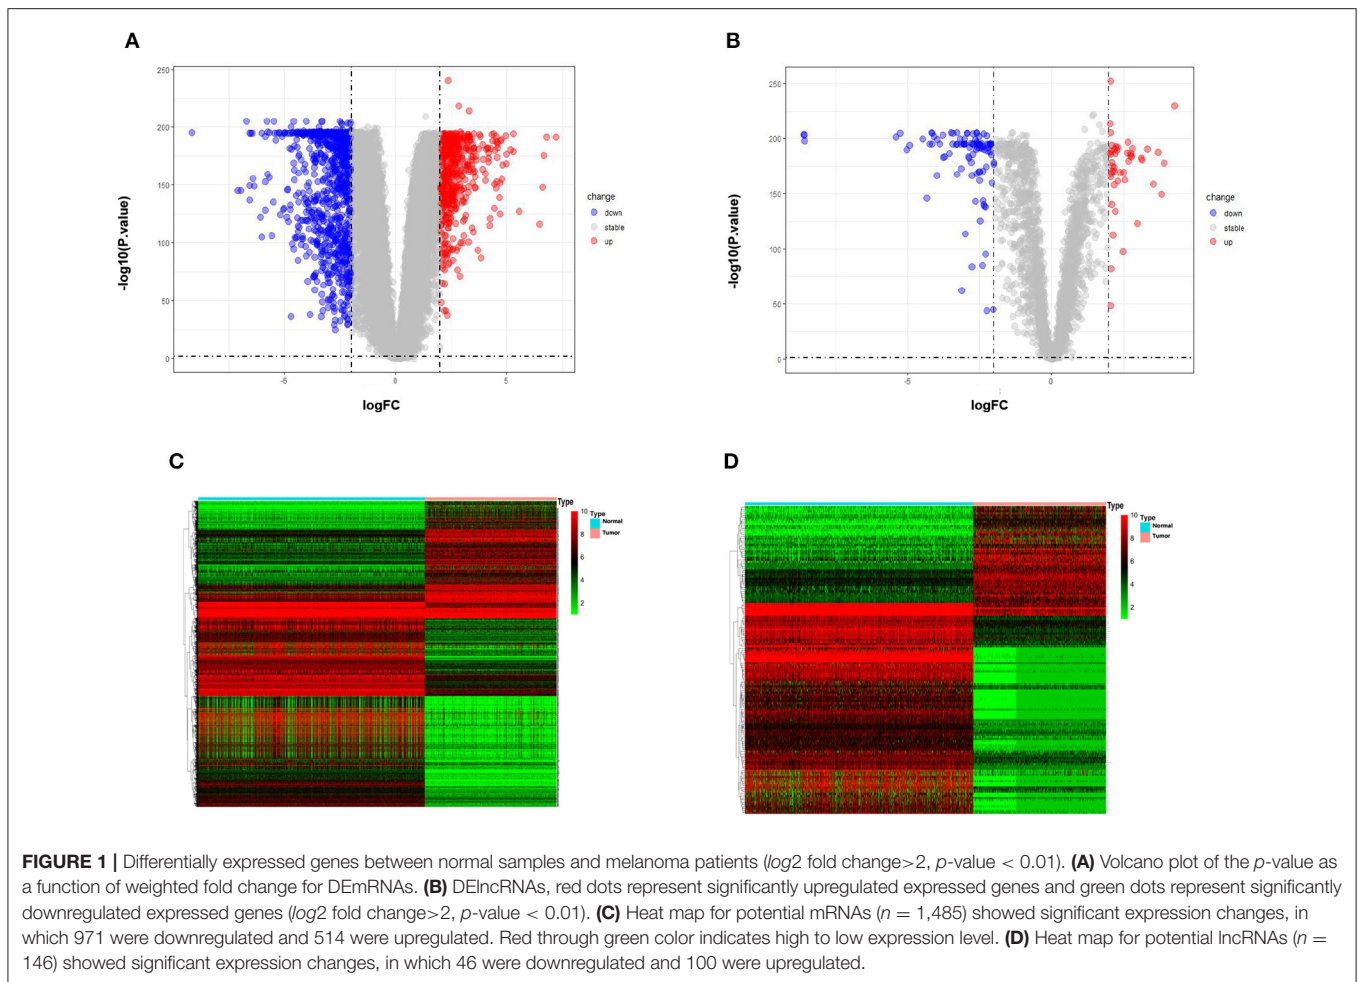 A
250
200
150
100
50
0
-log10(P.value)
-5
0
5
logFC
change
down
stable
up
B
250
200
150
100
50
0
-log10(P.value)
-5
0
logFC
change
down
stable
up
C
Type
10
8
6
4
2
Type
Normal
Tumor
D
Type
10
8
6
4
2
Type
Normal
Tumor
FIGURE 1 | Differentially expressed genes between normal samples and melanoma patients (log2 fold change>2, p-value < 0.01). (A) Volcano plot of the p-value as
a function of weighted fold change for DEmRNAs. (B) DElncRNAs, red dots represent significantly upregulated expressed genes and green dots represent significantly
downregulated expressed genes (log2 fold change>2, p-value < 0.01). (C) Heat map for potential mRNAs (n = 1,485) showed significant expression changes, in
which 971 were downregulated and 514 were upregulated. Red through green color indicates high to low expression level. (D) Heat map for potential lncRNAs (n =
146) showed significant expression changes, in which 46 were downregulated and 100 were upregulated.